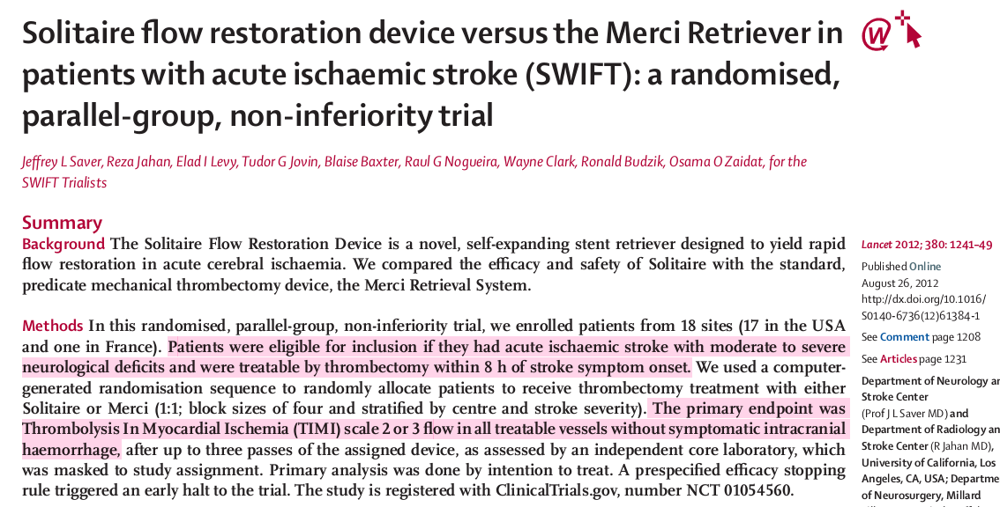 Solitaire flow restoration device versus the Merci Retriever in
patients with acute ischaemic stroke (SWIFT): a randomised,
parallel-group, non-inferiority trial
Jeffrey L Saver, Reza Jahan, Elad I Levy, Tudor G Jovin, Blaise Baxter, Raul G Nogueira, Wayne Clark, Ronald Budzik, Osama O Zaidat, for the
SWIFT Trialists
Summary
Background The Solitaire Flow Restoration Device is a novel, self-expanding stent retriever designed to yield rapid
flow restoration in acute cerebral ischaemia. We compared the efficacy and safety of Solitaire with the standard,
predicate mechanical thrombectomy device, the Merci Retrieval System.
Methods In this randomised, parallel-group, non-inferiority trial, we enrolled patients from 18 sites (17 in the USA
and one in France). Patients were eligible for inclusion if they had acute ischaemic stroke with moderate to severe
neurological deficits and were treatable by thrombectomy within 8 h of stroke symptom onset. We used a computer-
generated randomisation sequence to randomly allocate patients to receive thrombectomy treatment with either
Solitaire or Merci (1:1; block sizes of four and stratified by centre and stroke severity). The primary endpoint was
Thrombolysis In Myocardial Ischemia (TIMI) scale 2 or 3 flow in all treatable vessels without symptomatic intracranial
haemorrhage, after up to three passes of the assigned device, as assessed by an independent core laboratory, which
was masked to study assignment. Primary analysis was done by intention to treat. A prespecified efficacy stopping
rule triggered an early halt to the trial. The study is registered with ClinicalTrials.gov, number NCT 01054560.
W
Lancet 2012; 380: 1241–49
Published Online
August 26, 2012
http://dx.doi.org/10.1016/
S0140-6736(12)61384-1
See Comment page 1208
See Articles page 1231
Department of Neurology an
Stroke Center
(Prof J L Saver MD) and
Department of Radiology an
Stroke Center (R Jahan MD),
University of California, Los
Angeles, CA, USA; Departme
of Neurosurgery, Millard